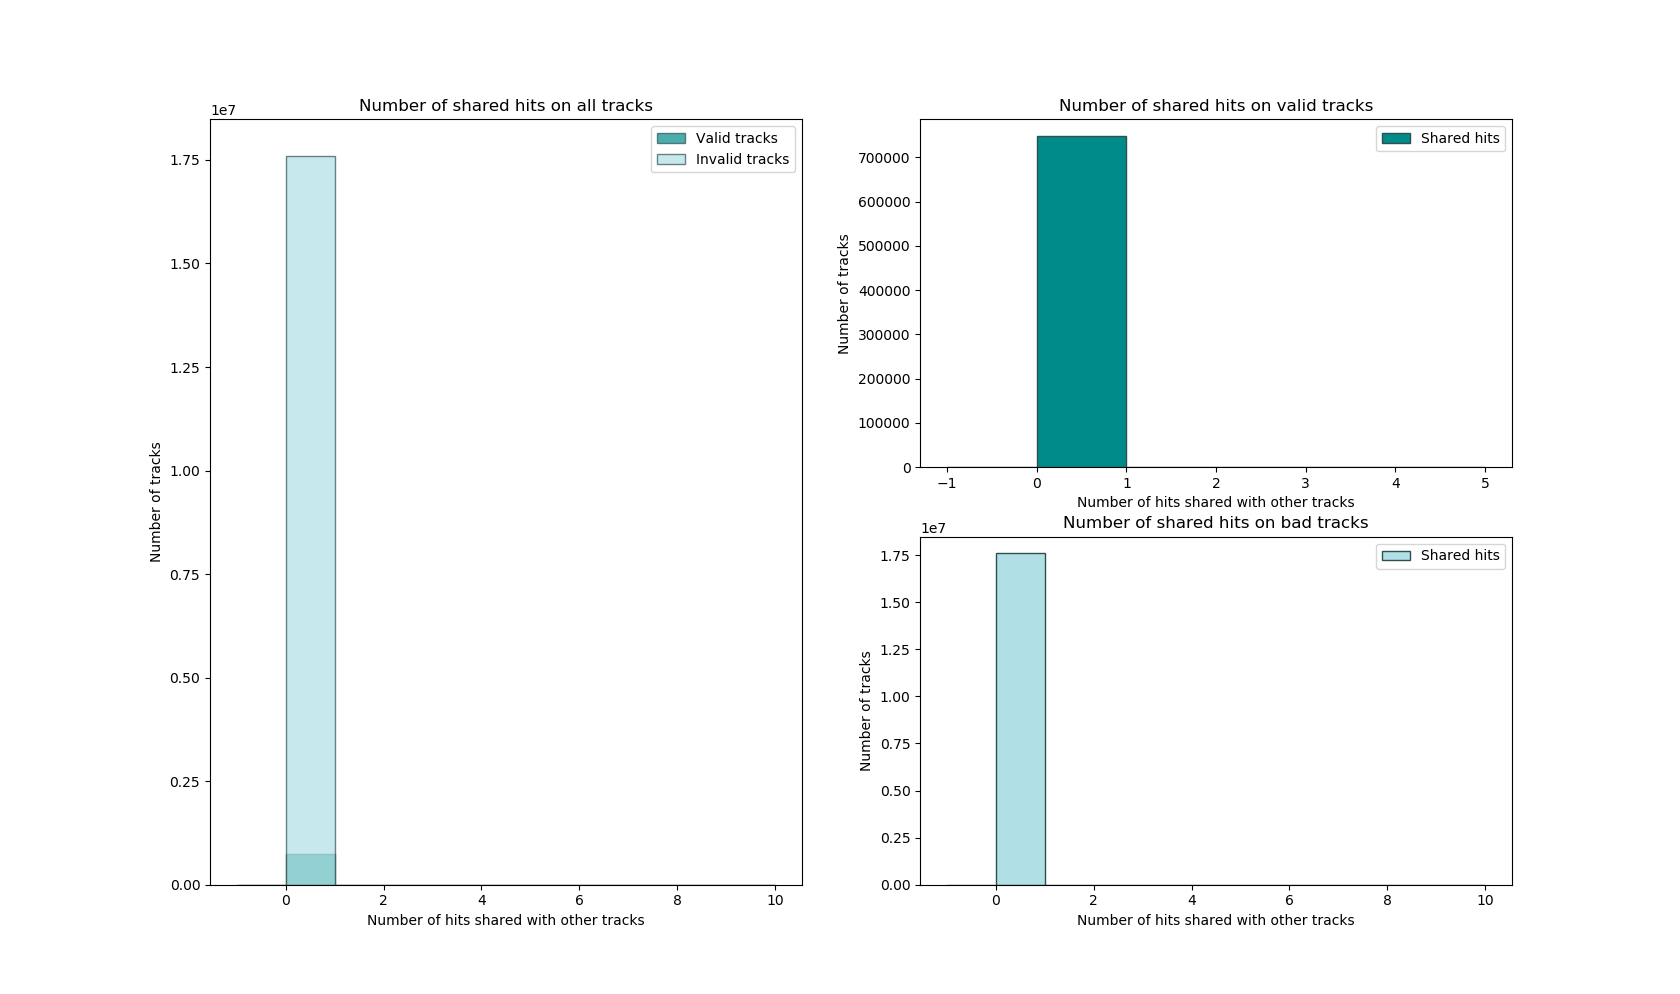 Number of shared hits on all tracks
1e7
Valid tracks
Invalid tracks
1.75
1.50
1.25
1.00
0.75
0.50
0.25
0.00
Number of tracks
0 2 4 6 8 10
Number of hits shared with other tracks
Number of shared hits on valid tracks
Shared hits
700000
600000
500000
400000
300000
200000
100000
0
Number of tracks
−1 0 1 2 3 4 5
Number of hits shared with other tracks
Number of shared hits on bad tracks
1e7
Shared hits
1.75
1.50
1.25
1.00
0.75
0.50
0.25
0.00
Number of tracks
0 2 4 6 8 10
Number of hits shared with other tracks